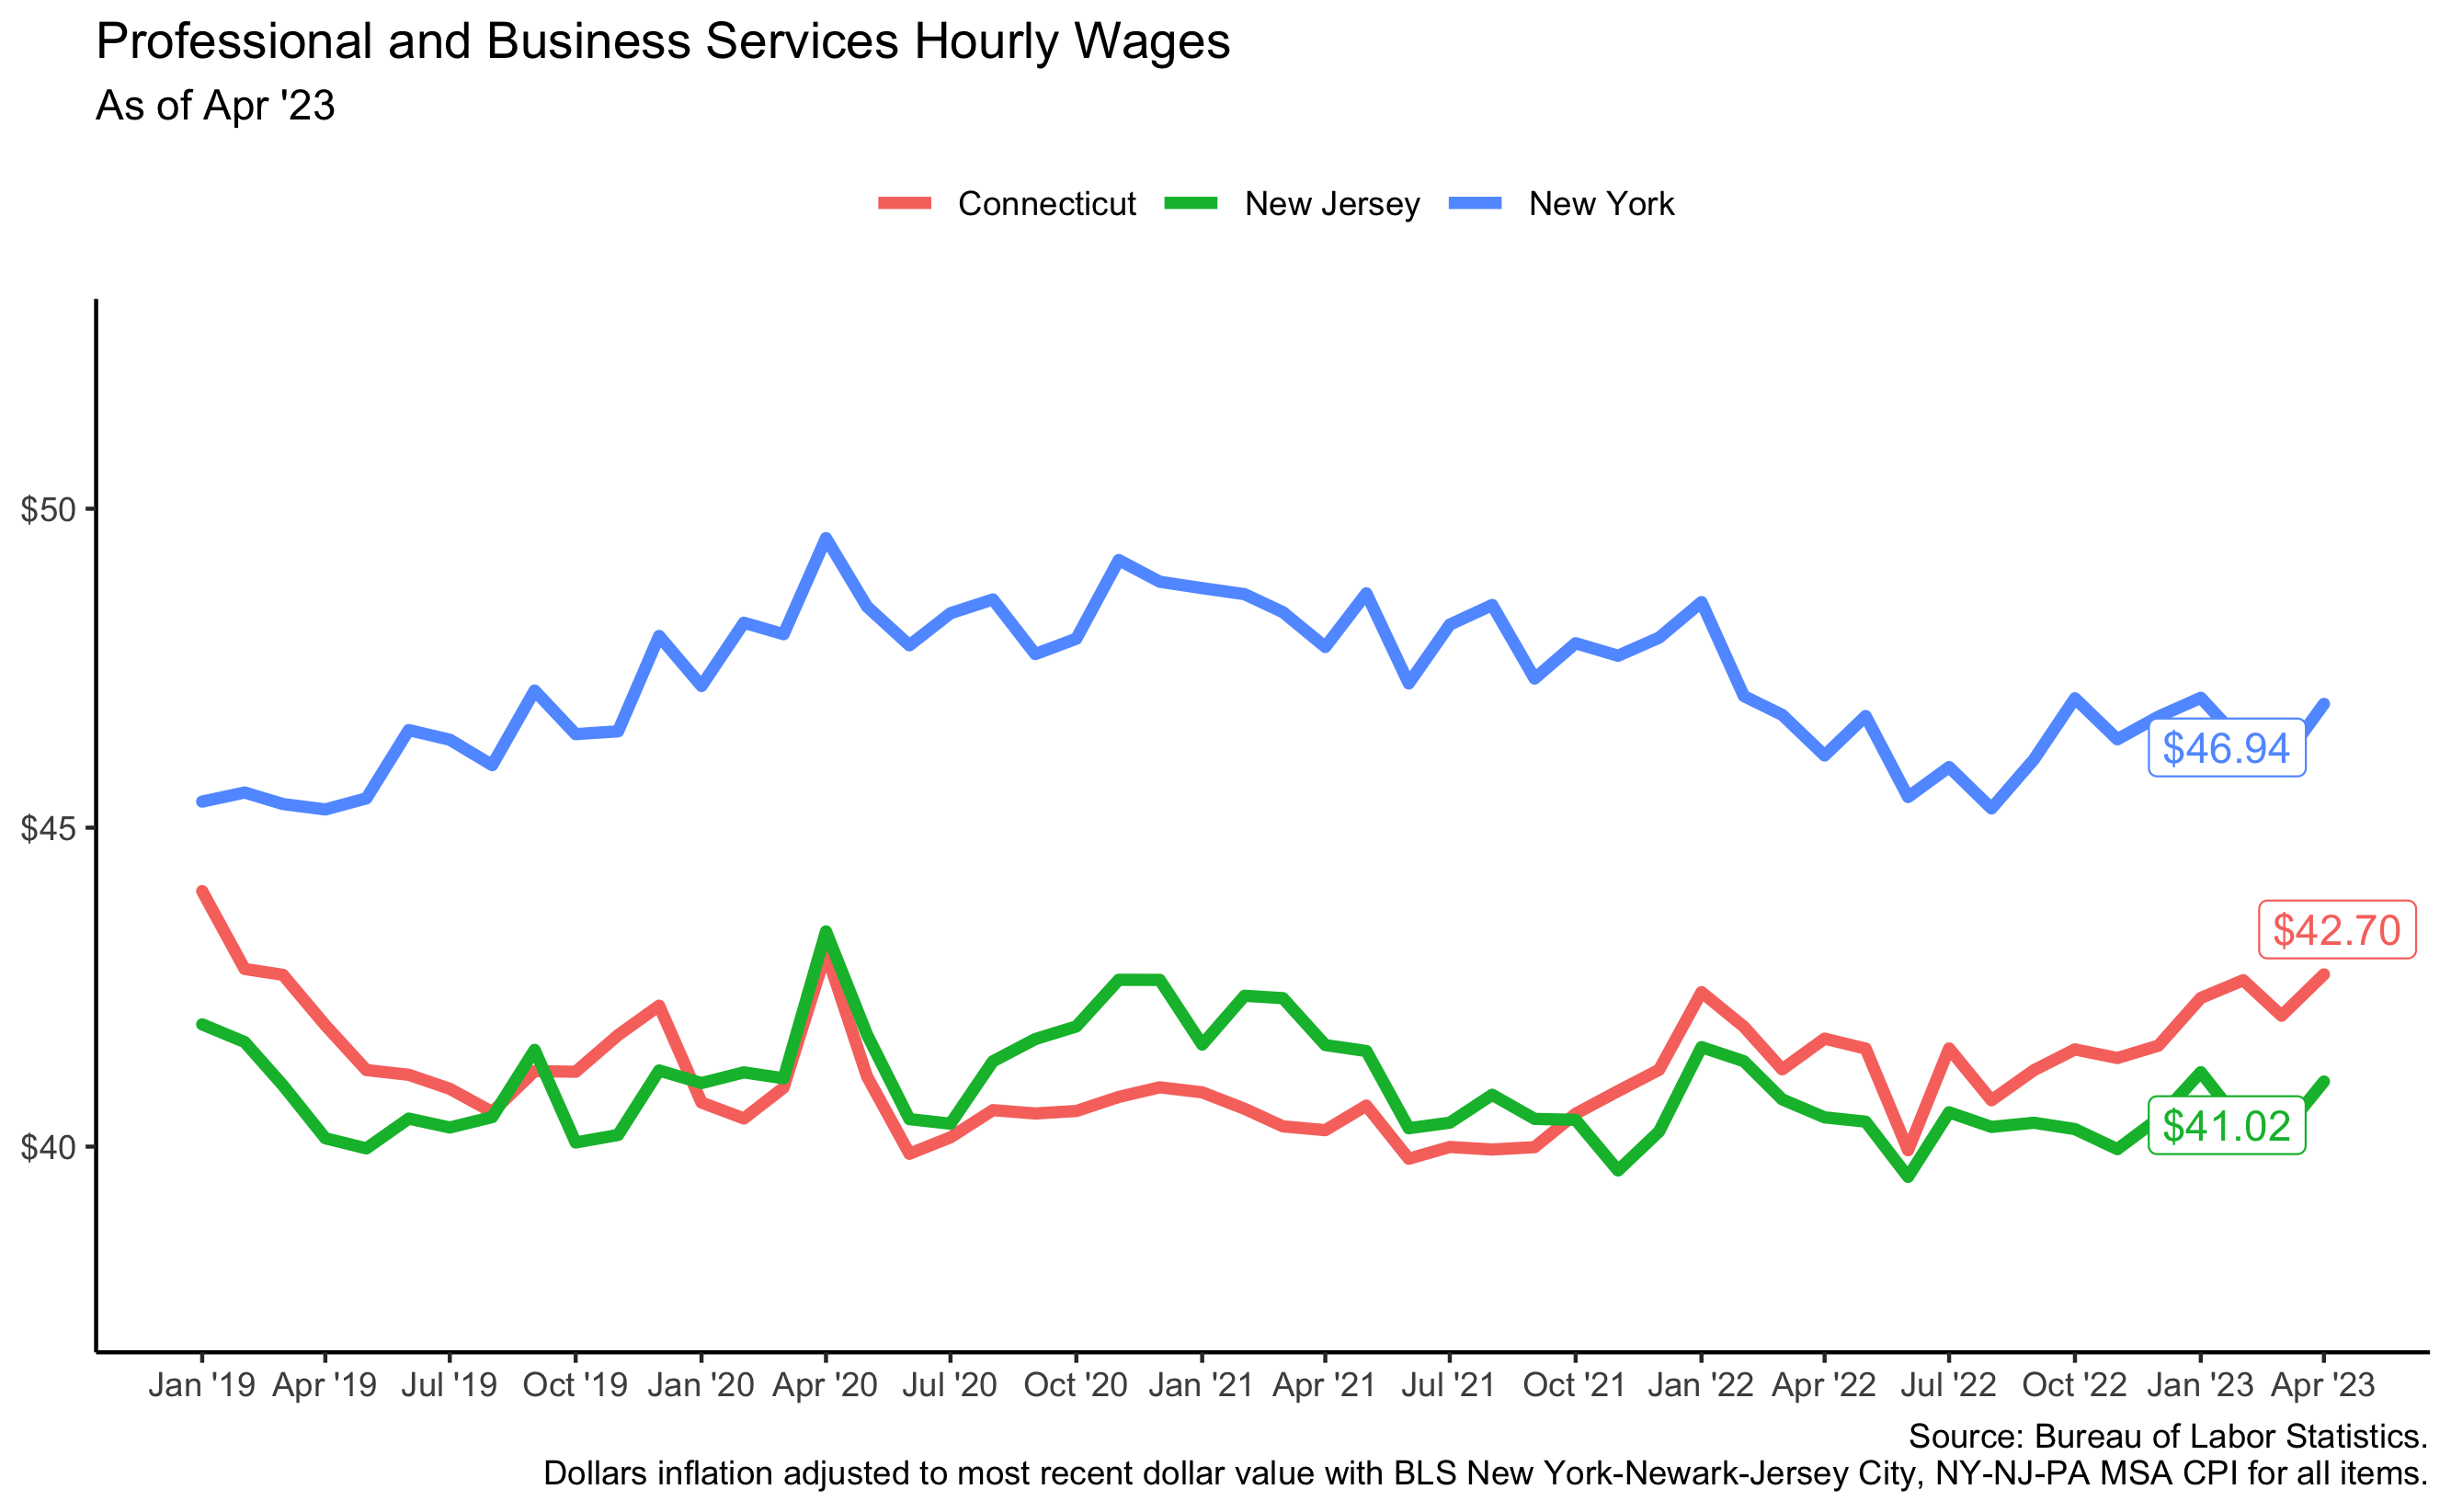 Professional and Business Services Hourly Wages
As of Apr '23
Connecticut New Jersey New York
$50
$45
$40
$46.94
$42.70
$41.02
Jan '19 Apr '19 Jul '19 Oct '19 Jan '20 Apr '20 Jul '20 Oct '20 Jan '21 Apr '21 Jul '21 Oct '21 Jan '22 Apr '22 Jul '22 Oct '22 Jan '23 Apr '23
Source: Bureau of Labor Statistics.
Dollars inflation adjusted to most recent dollar value with BLS New York-Newark-Jersey City, NY-NJ-PA MSA CPI for all items.